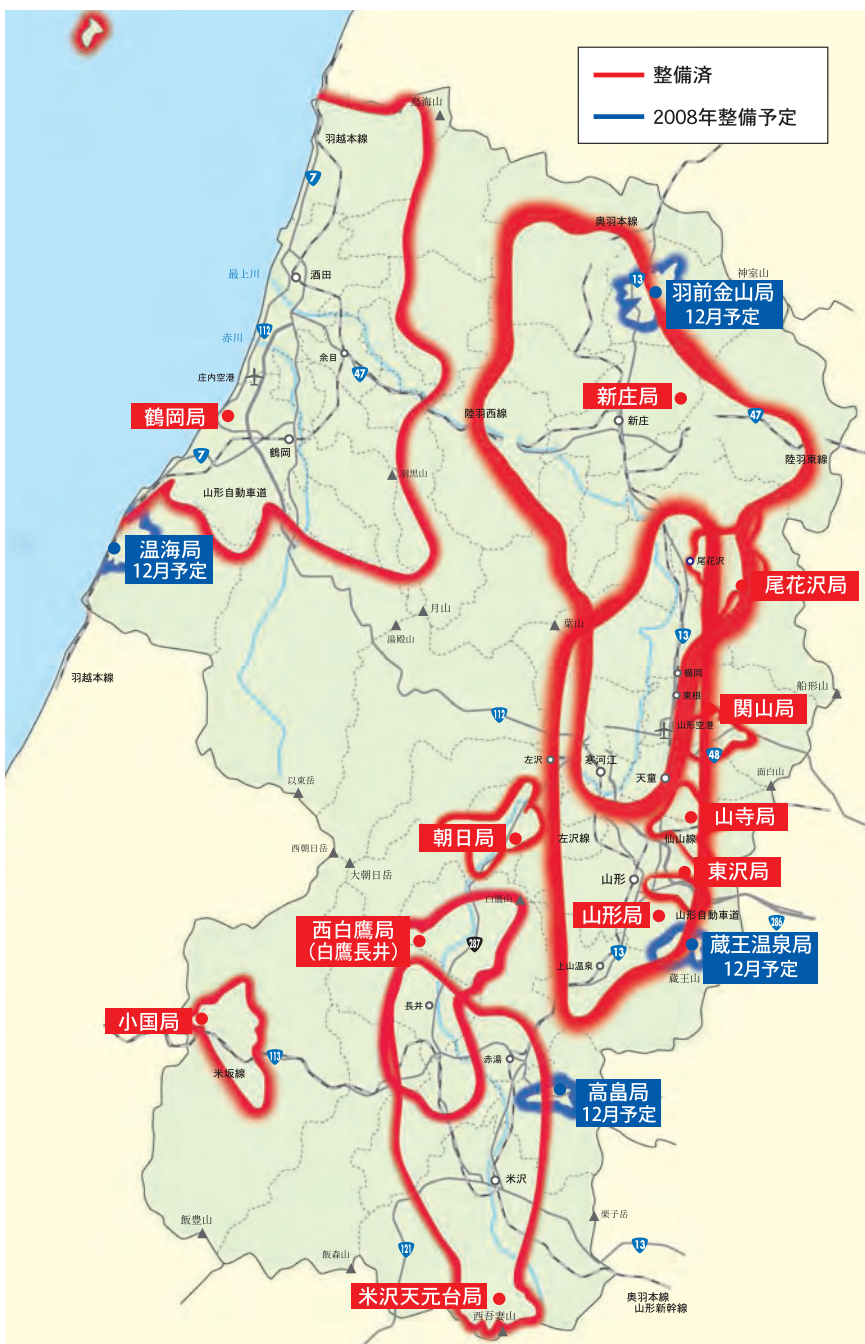 整備済
2008年整備予定
鳥海山
羽越本線
7
奥羽本線
13
神室山
羽前金山局
12月予定
最上川
酒田
112
赤川
余目
47
庄内空港
鶴岡局
新庄局
陸羽西線
新庄
47
7
鶴岡
陸羽東線
羽黒山
山形自動車道
温海局
12月予定
尾花沢
尾花沢局
月山
湯殿山
葉山
13
羽越本線
楯岡
東根
船形山
関山局
112
山形空港
48
左沢
寒河江
天童
面白山
以東岳
山寺局
朝日局
左沢線
仙山線
西朝日岳
大朝日岳
東沢局
山形
白鷹山
山形局
山形自動車道
286
西白鷹局
(白鷹長井)
287
13
蔵王温泉局
12月予定
上山温泉
蔵王山
長井
小国局
113
赤湯
米坂線
高畠局
12月予定
米沢
栗子岳
飯豊山
121
飯森山
13
米沢天元台局
西吾妻山
奥羽本線
山形新幹線